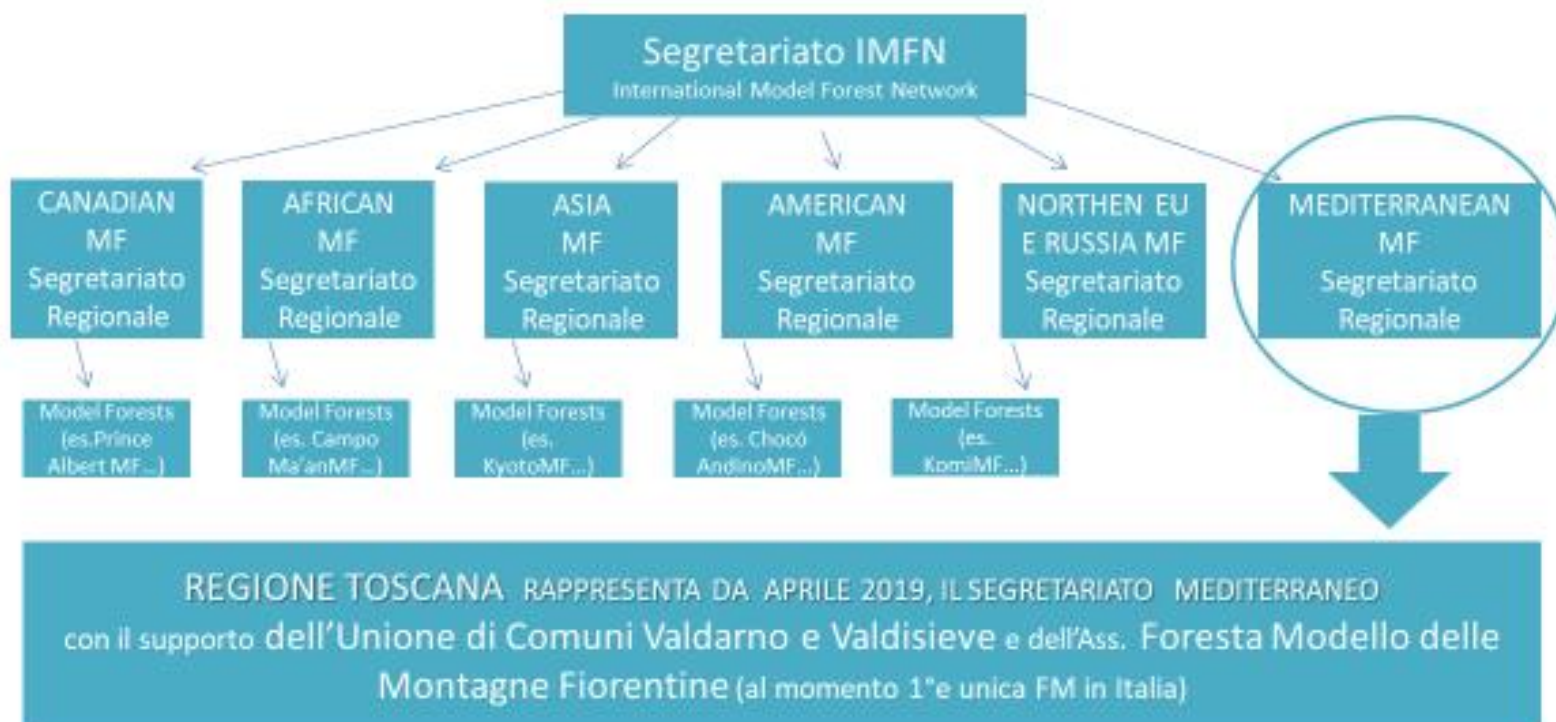 Segretariato IMFN
International Model Forest Network
CANADIAN
MF
Segretariato
Regionale
AFRICAN
MF
Segretariato
Regionale
ASIA
MF
Segretariato
Regionale
AMERICAN
MF
Segretariato
Regionale
NORTHEN EU
E RUSSIA MF
Segretariato
Regionale
MEDITERRANEAN
MF
Segretariato
Regionale
Model Forests
(es.Prince
Albert MF...)
Model Forests
(es. Campo
Ma'anMF...)
Model Forests
(es.
KyotoMF...)
Model Forests
(es. Chocó
AndinoMF...)
Model Forests
(es.
KomiMF...)
REGIONE TOSCANA RAPPRESENTA DA APRILE 2019, IL SEGRETARIATO MEDITERRANEO
con il supporto dell'Unione di Comuni Valdarno e Valdisieve e dell'Ass. Foresta Modello delle
Montagne Fiorentine (al momento 1°e unica FM in Italia)